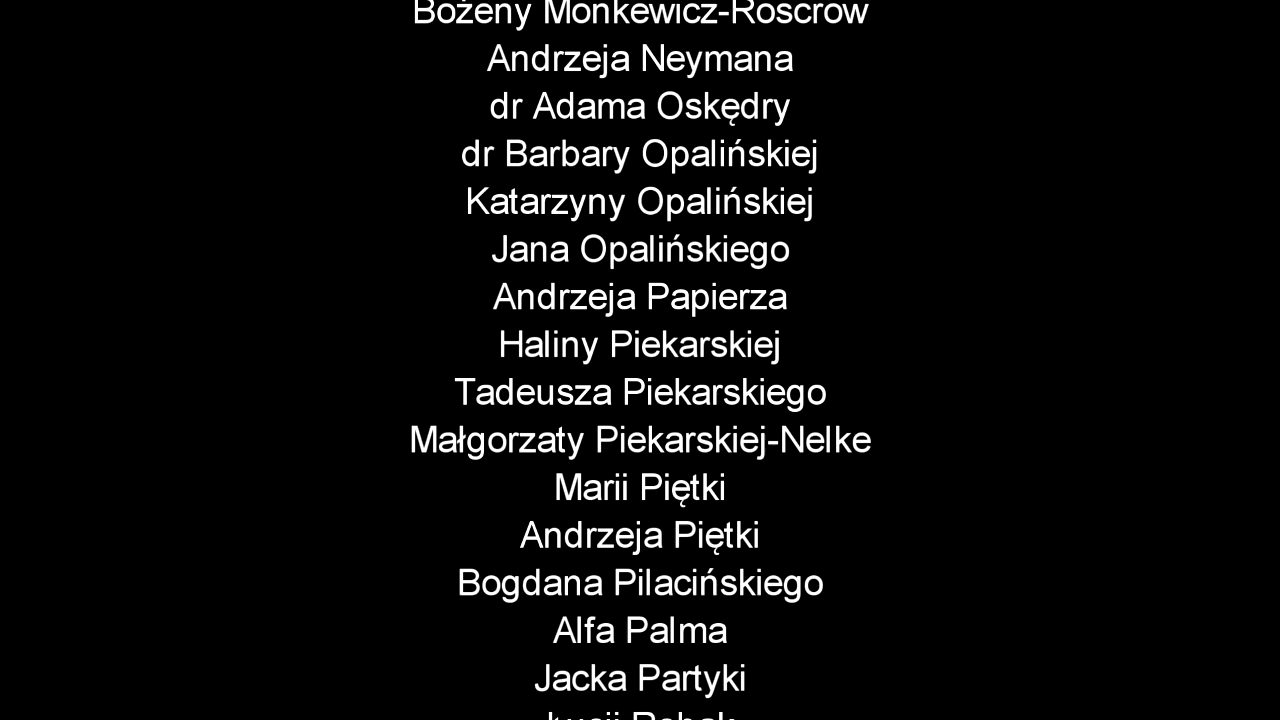 Bożeny Monkewicz-Roscrow
Andrzeja Neymana
dr Adama Oskędry
dr Barbary Opalińskiej
Katarzyny Opalińskiej
Jana Opalińskiego
Andrzeja Papierza
Haliny Piekarskiej
Tadeusza Piekarskiego
Małgorzaty Piekarskiej-Nelke
Marii Piętki
Andrzeja Piętki
Bogdana Pilacińskiego
Alfa Palma
Jacka Partyki